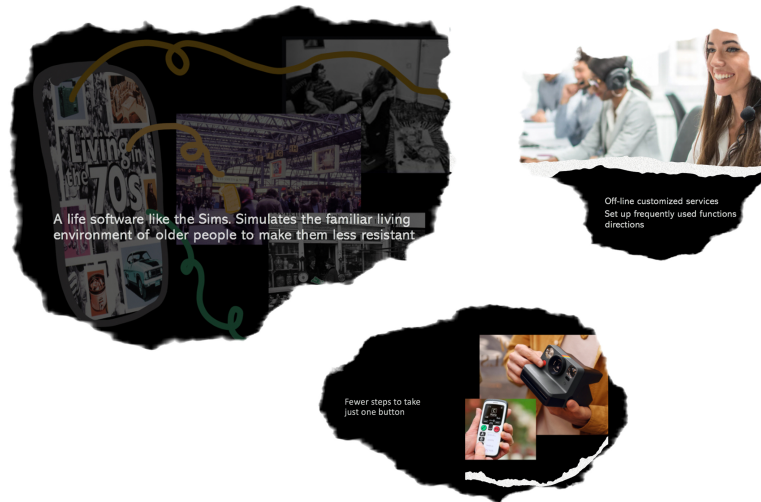 Living
in
the
70s
A life software like the Sims. Simulates the familiar living
environment of older people to make them less resistant
Off-line customized services
Set up frequently used functions
directions
Fewer steps to take
just one button